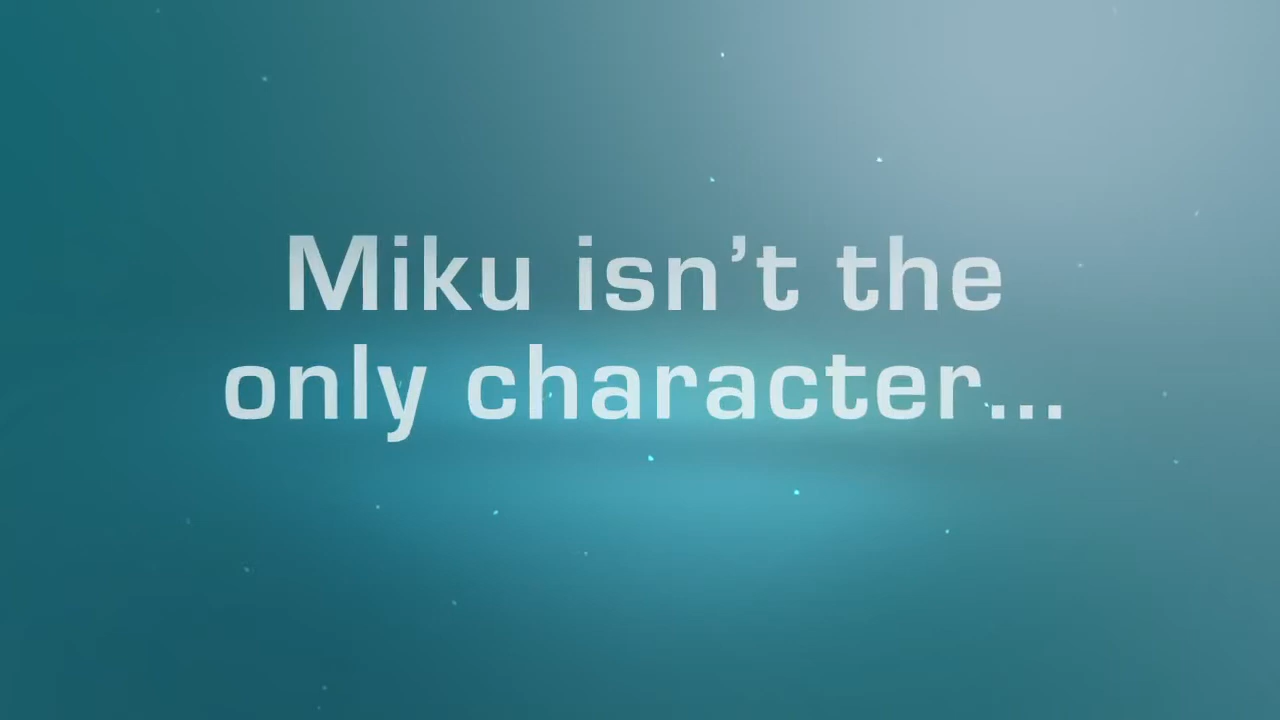 Miku isn’t the
only character...